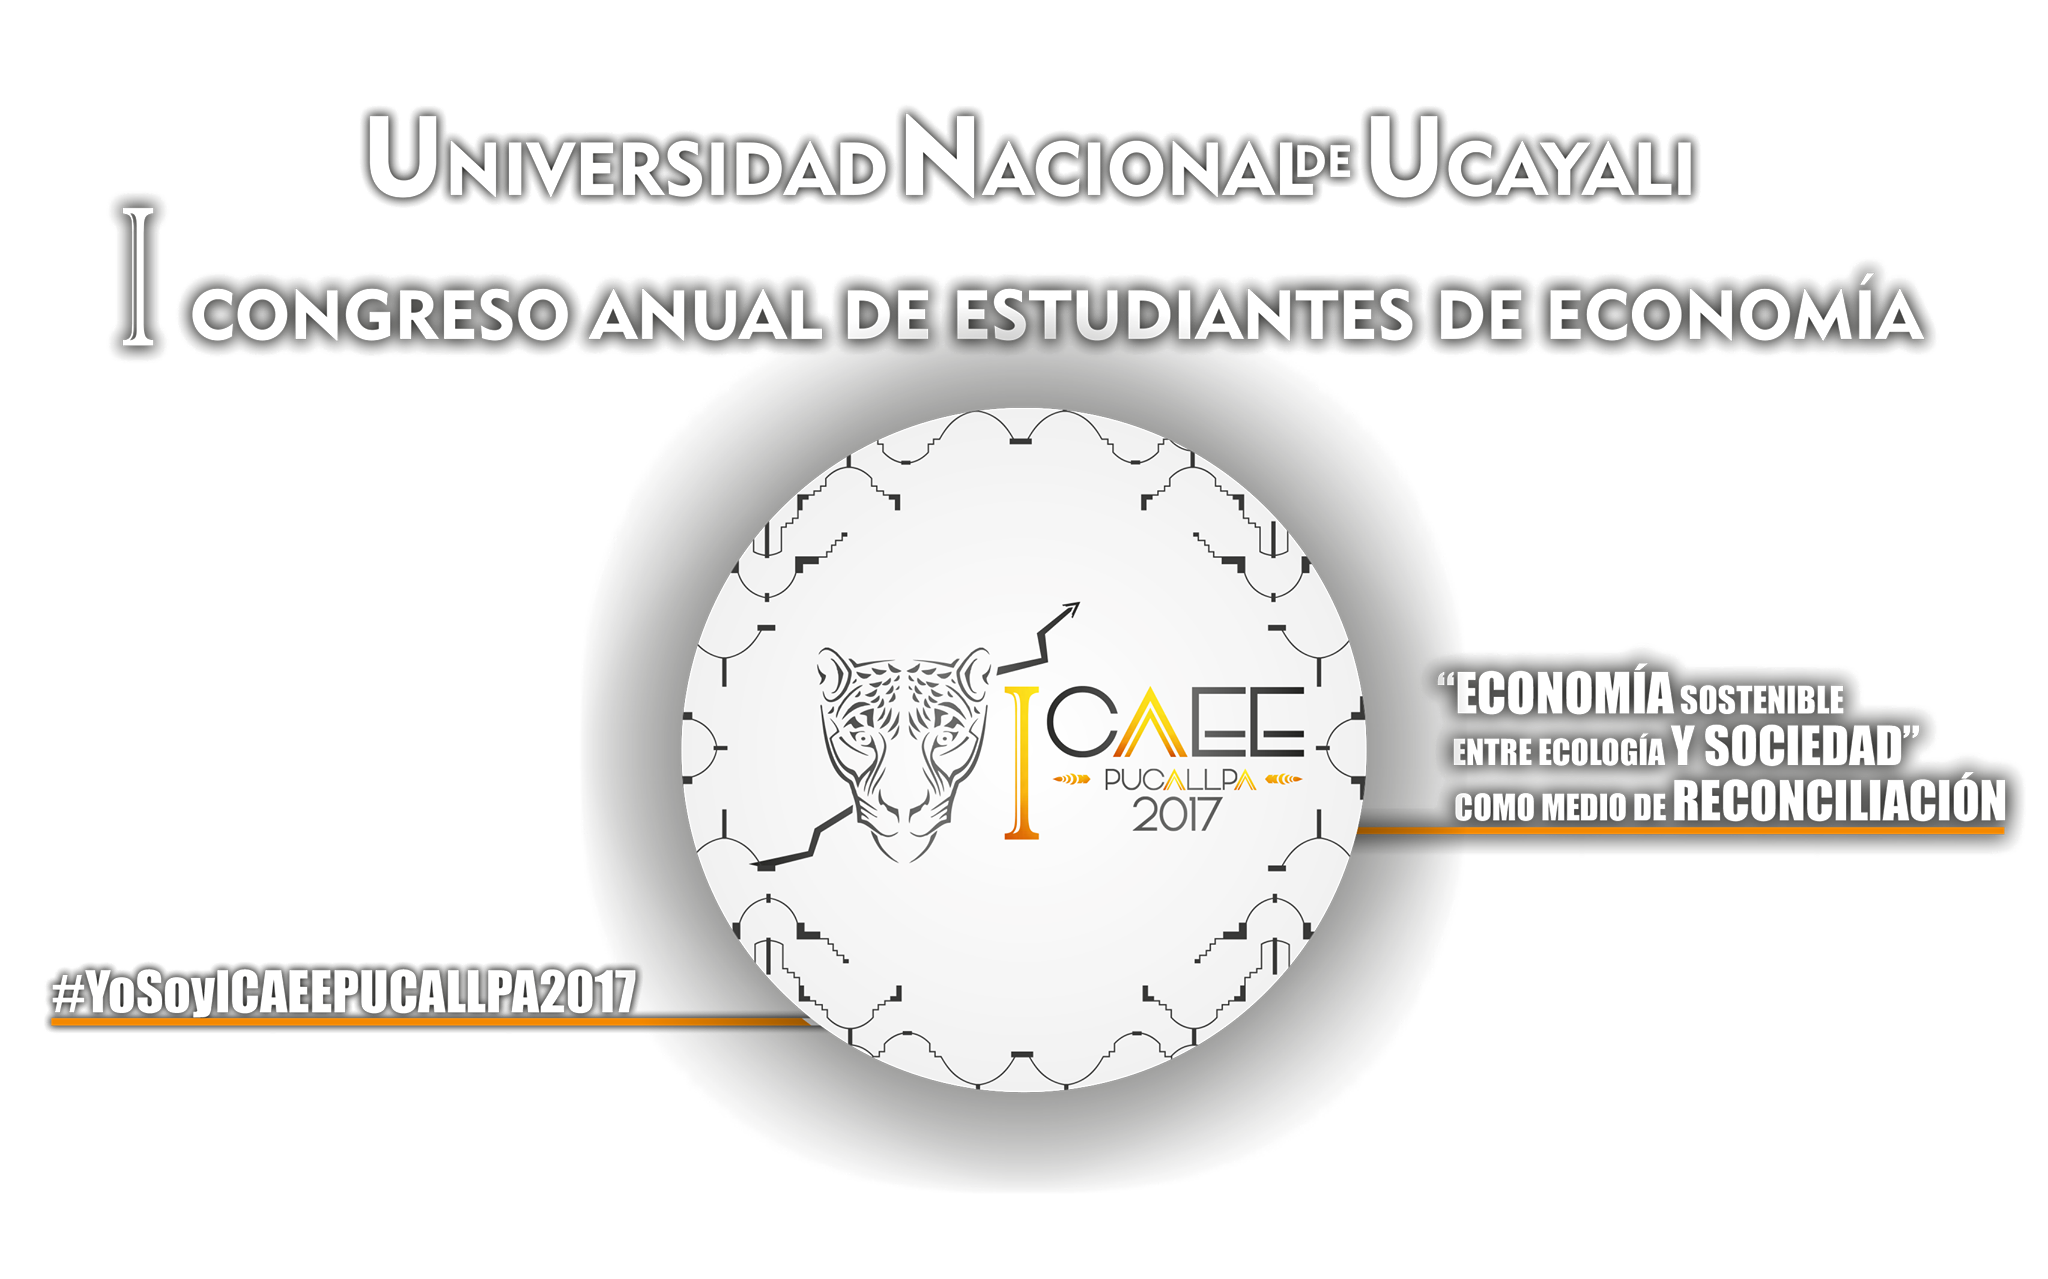 UNIVERSIDAD NACIONAL DE UCAYALI
I CONGRESO ANUAL DE ESTUDIANTES DE ECONOMÍA
I CAEE
PUCALLPA
2017
“ECONOMÍA SOSTENIBLE
ENTRE ECOLOGÍA Y SOCIEDAD”
COMO MEDIO DE RECONCILIACIÓN
#YoSoyICAEEPUCALLPA2017